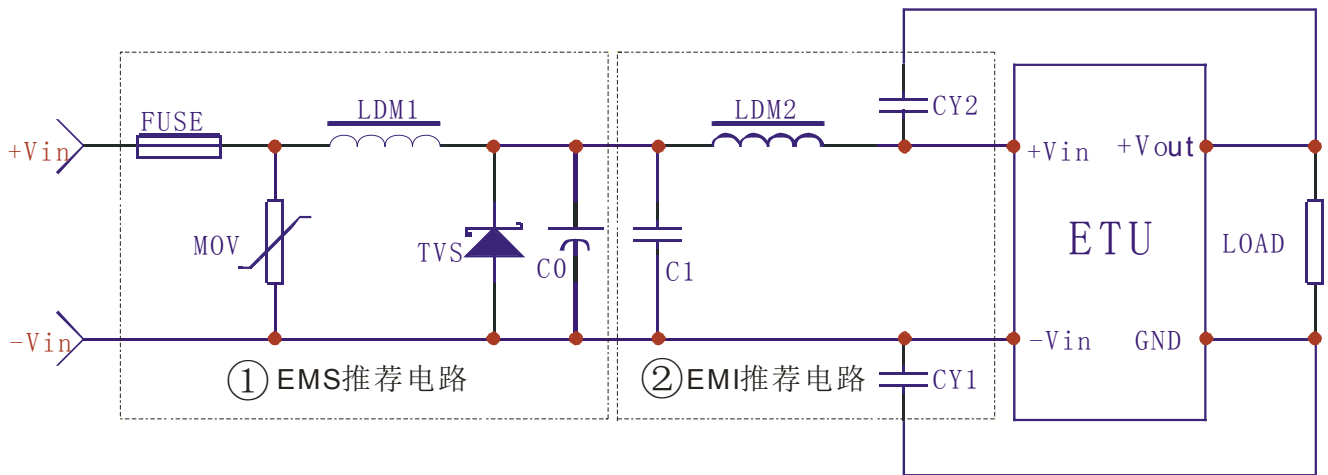 FUSE
LDM1
LDM2
CY2
+Vin
+Vin
+Vout
MOV
TVS
C0
C1
ETU
LOAD
-Vin
-Vin
GND
①EMS推荐电路
②EMI推荐电路
CY1